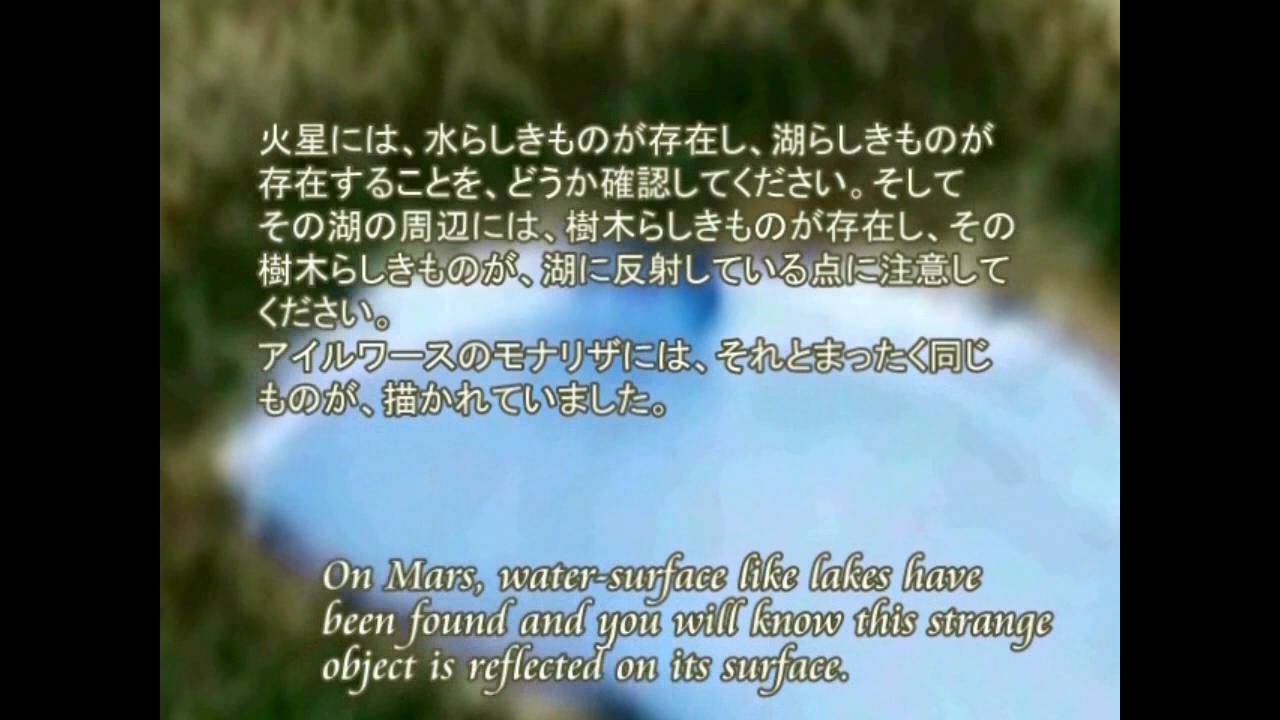 火星には、水らしきものが存在し、湖らしきものが
存在することを、どうか確認してください。そして
その湖の周辺には、樹木らしきものが存在し、その
樹木らしきものが、湖に反射している点に注意して
ください。
アイルワースのモナリザには、それとまったく同じ
ものが、描かれていました。
On Mars, water-surface like lakes have
been found and you will know this strange
object is reflected on its surface.